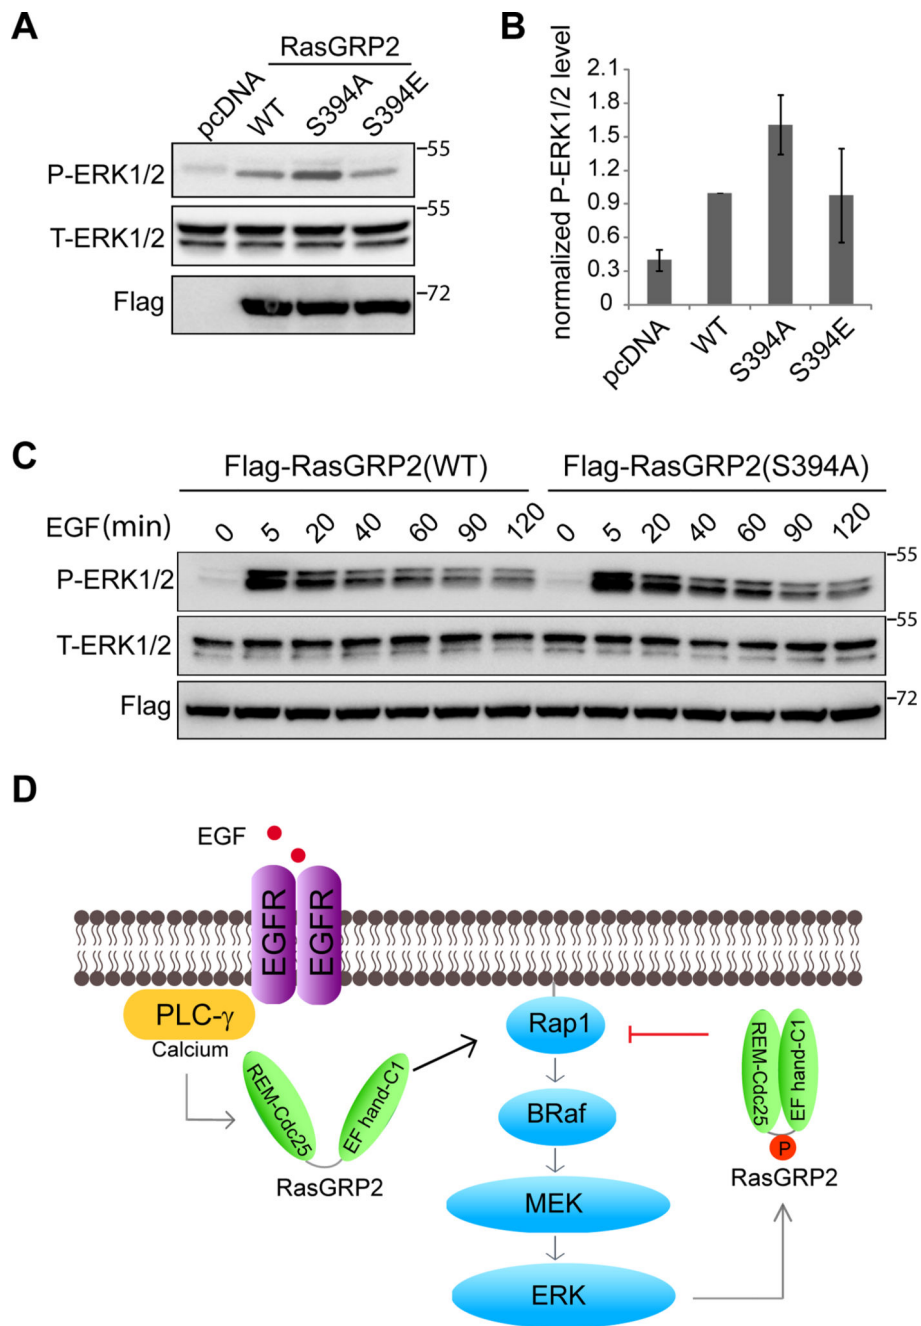 A
RasGRP2
pcDNA
WT
S394A
S394E
P-ERK1/2
–55
T-ERK1/2
–55
Flag
–72
B
normalized P-ERK1/2 level
2.1
1.8
1.5
1.2
0.9
0.6
0.3
0
pcDNA
WT
S394A
S394E
C
Flag-RasGRP2(WT)
Flag-RasGRP2(S394A)
EGF(min)
0 5 20 40 60 90 120 0 5 20 40 60 90 120
P-ERK1/2
–55
T-ERK1/2
–55
Flag
–72
D
EGF
EGFR
EGFR
PLC-γ
Calcium
REM-Cdc25
EF hand-C1
RasGRP2
Rap1
BRaf
MEK
ERK
REM-Cdc25
EF hand-C1
P
RasGRP2